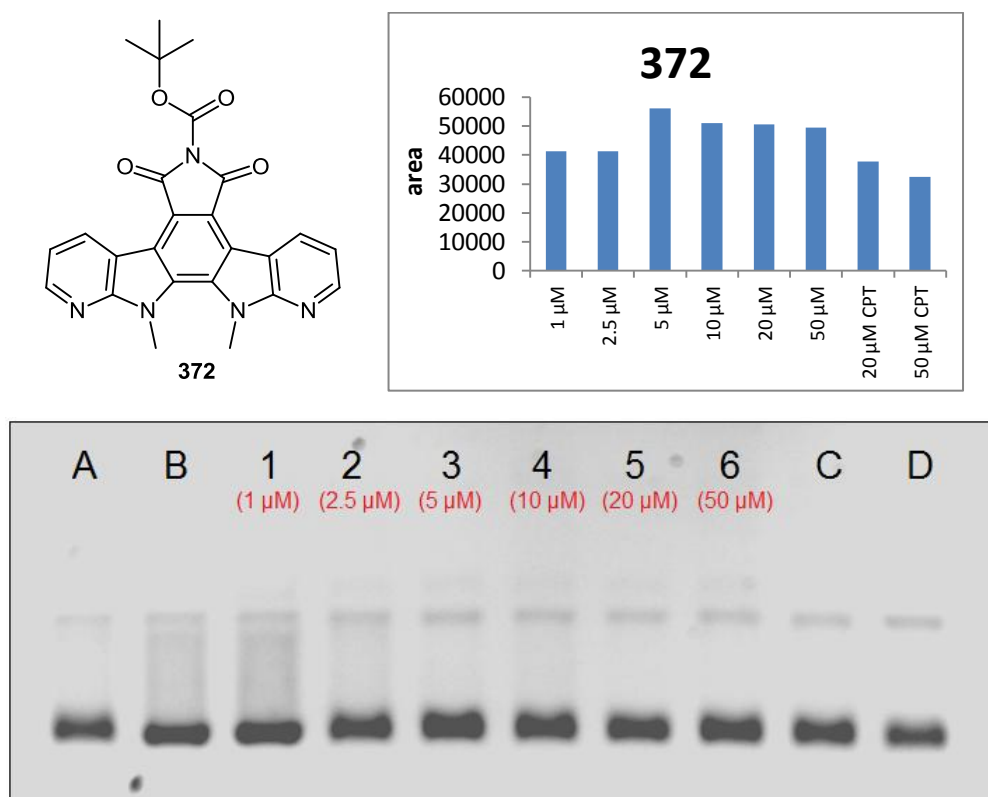 O
O
O
N
O
N
N
N
N
372
372
area
60000
50000
40000
30000
20000
10000
0
1 µM
2.5 µM
5 µM
10 µM
20 µM
50 µM
20 µM CPT
50 µM CPT
A B 1 2 3 4 5 6 C D
(1 µM) (2.5 µM) (5 µM) (10 µM) (20 µM) (50 µM)